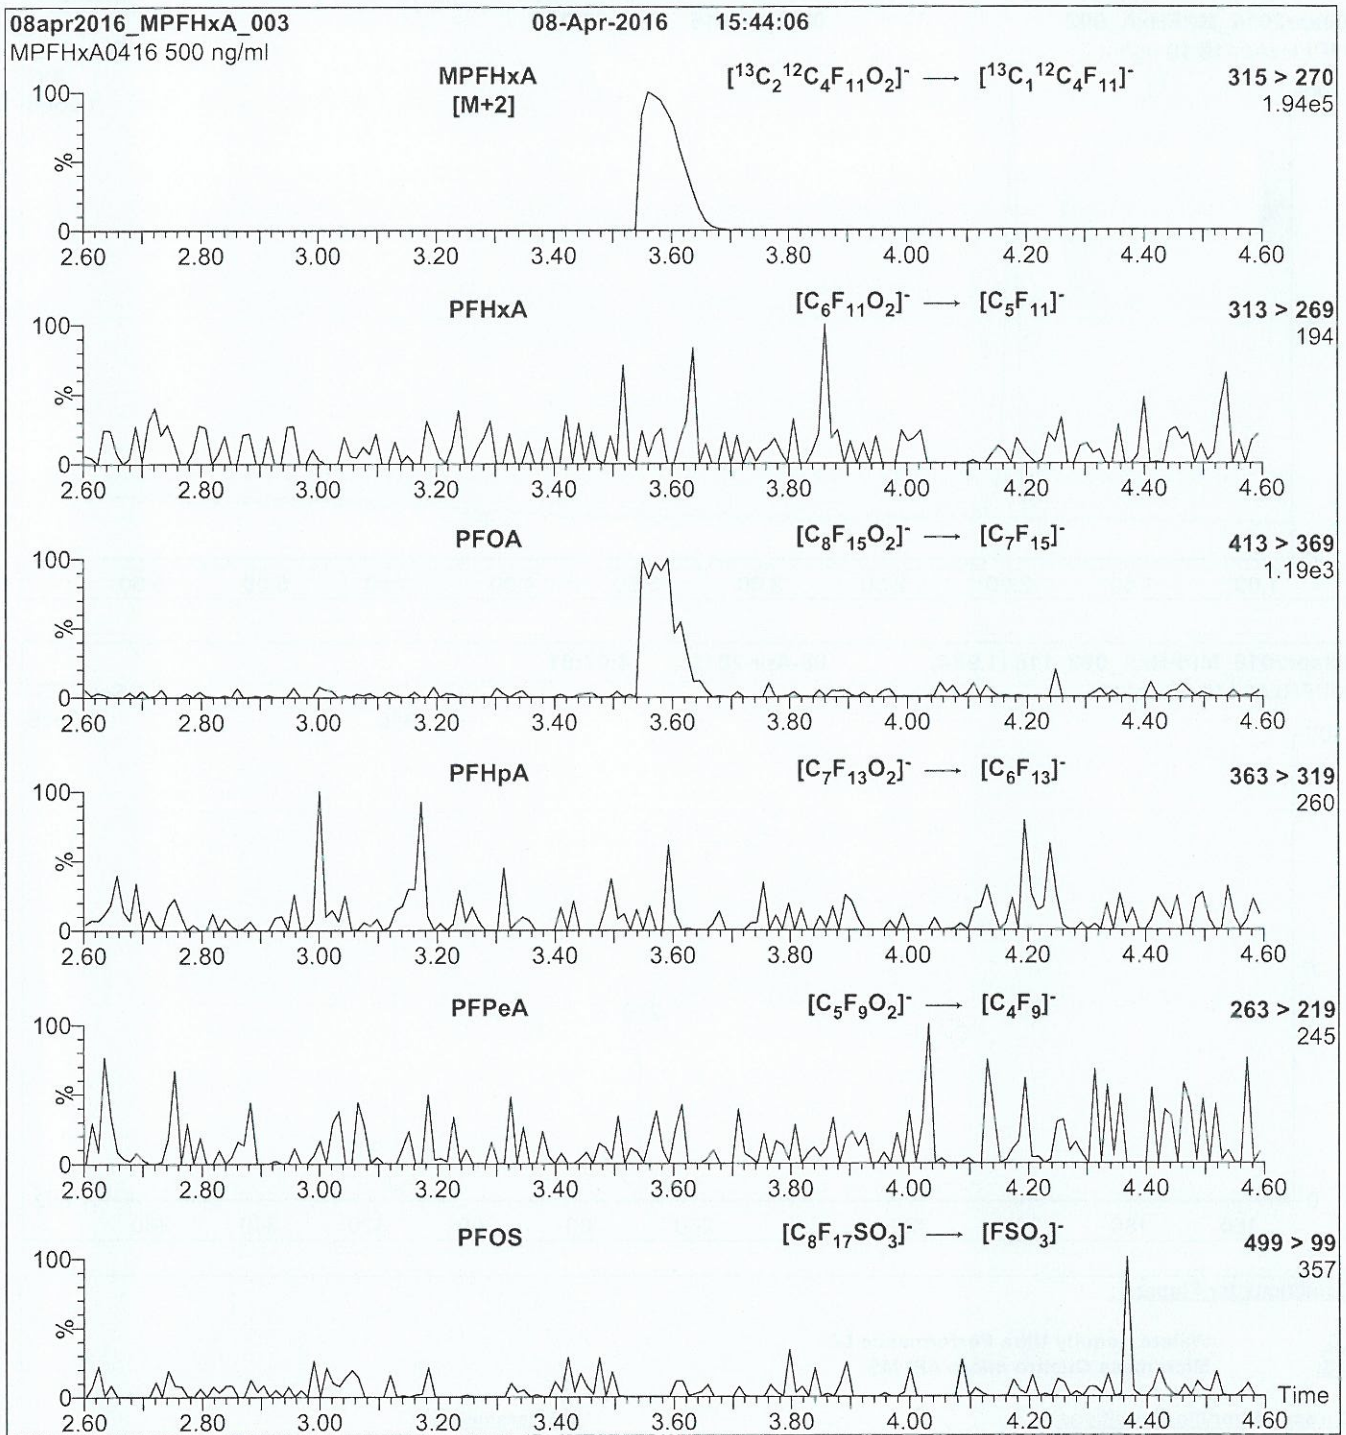 08apr2016_MPFHxA_003 08-Apr-2016 15:44:06
MPFHxA0416 500 ng/ml
MPFHxA [¹³C₂¹²C₄F₁₁O₂]⁻ → [¹³C₁¹²C₄F₁₁]⁻ 315 > 270
[M+2] 1.94e5
100
%
0
2.60 2.80 3.00 3.20 3.40 3.60 3.80 4.00 4.20 4.40 4.60
PFHxA [C₆F₁₁O₂]⁻ → [C₅F₁₁]⁻ 313 > 269
194
100
%
0
2.60 2.80 3.00 3.20 3.40 3.60 3.80 4.00 4.20 4.40 4.60
PFOA [C₈F₁₅O₂]⁻ → [C₇F₁₅]⁻ 413 > 369
1.19e3
100
%
0
2.60 2.80 3.00 3.20 3.40 3.60 3.80 4.00 4.20 4.40 4.60
PFHpA [C₇F₁₃O₂]⁻ → [C₆F₁₃]⁻ 363 > 319
260
100
%
0
2.60 2.80 3.00 3.20 3.40 3.60 3.80 4.00 4.20 4.40 4.60
PFPeA [C₅F₉O₂]⁻ → [C₄F₉]⁻ 263 > 219
245
100
%
0
2.60 2.80 3.00 3.20 3.40 3.60 3.80 4.00 4.20 4.40 4.60
PFOS [C₈F₁₇SO₃]⁻ → [FSO₃]⁻ 499 > 99
357
100
%
0 Time
2.60 2.80 3.00 3.20 3.40 3.60 3.80 4.00 4.20 4.40 4.60